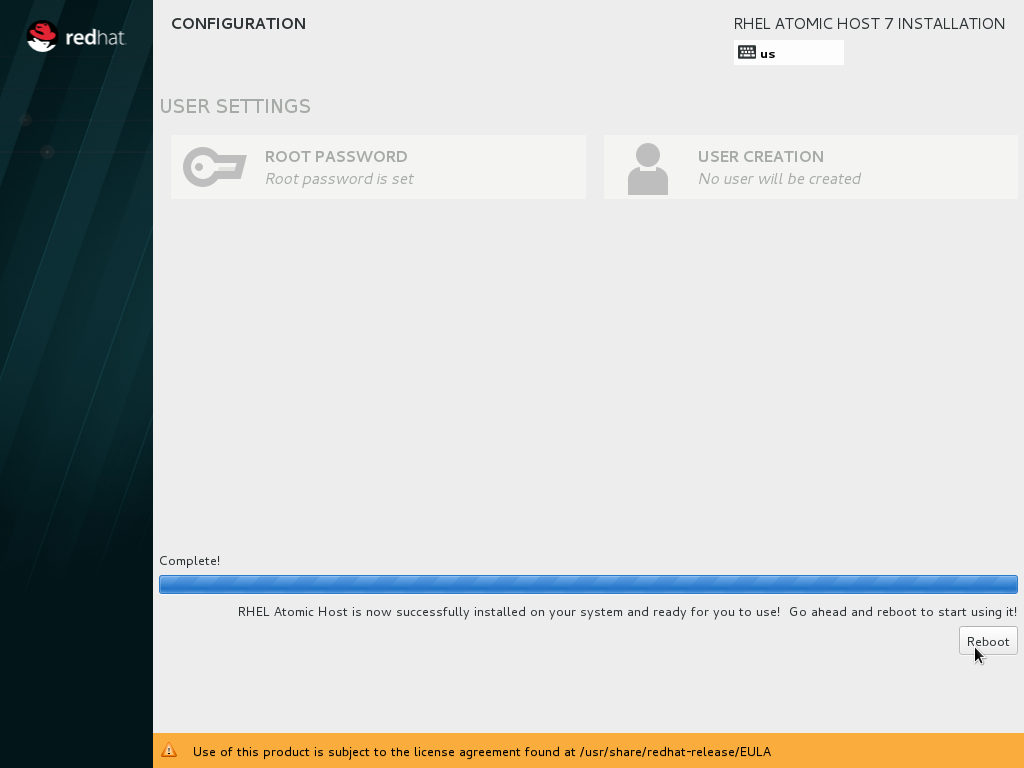 redhat.
CONFIGURATION
RHEL ATOMIC HOST 7 INSTALLATION
us
USER SETTINGS
ROOT PASSWORD
Root password is set
USER CREATION
No user will be created
Complete!
RHEL Atomic Host is now successfully installed on your system and ready for you to use! Go ahead and reboot to start using it!
Reboot
Use of this product is subject to the license agreement found at /usr/share/redhat-release/EULA